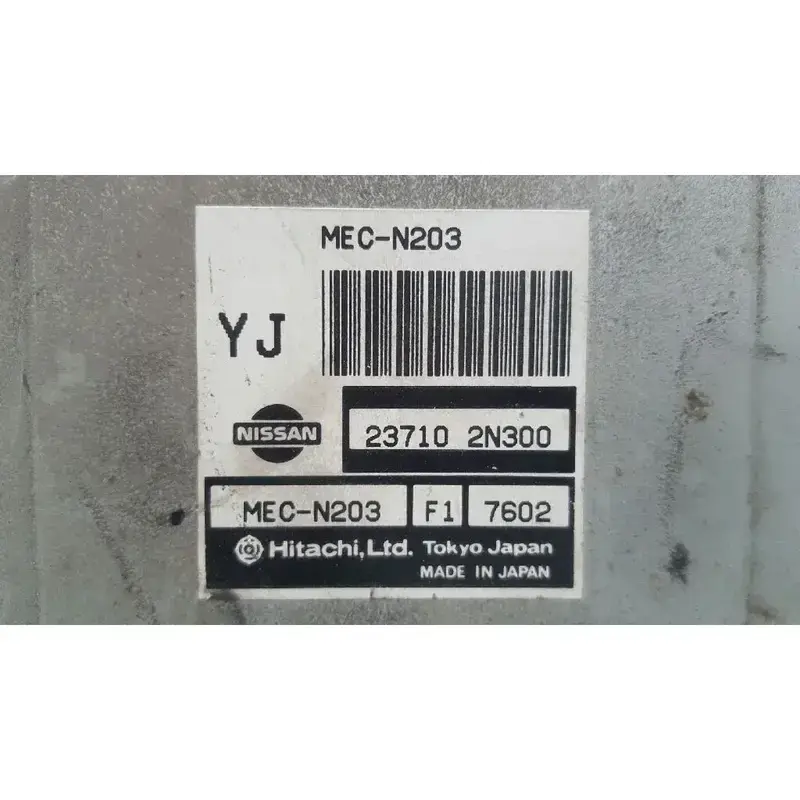 MEC-N203
YJ
NISSAN
23710 2N300
MEC-N203 F1 7602
Hitachi, Ltd. Tokyo Japan
MADE IN JAPAN